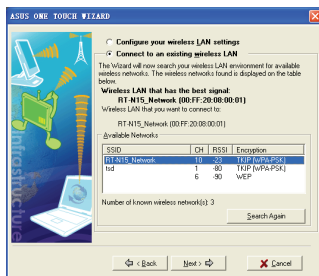 ASUS ONE TOUCH WIZARD
Configure your wireless LAN settings
Connect to an existing wireless LAN
The Wizard will now search your wireless LAN environment for available
wireless networks. The wireless networks found is displayed on the table
below.
Wireless LAN that has the best signal:
RT-N15_Network (00:FF:20:08:00:01)
Wireless LAN that you want to connect to:
RT-N15_Network (00:FF:20:08:00:01)
Available Networks
SSID CH RSSI Encryption
RT-N15_Network 10 -23 TKIP (WPA-PSK)
tsd 1 -80 TKIP (WPA-PSK)
6 -90 WEP
Number of known wireless network(s): 3
Search Again
Infrastructure
< Back
Next >
Cancel